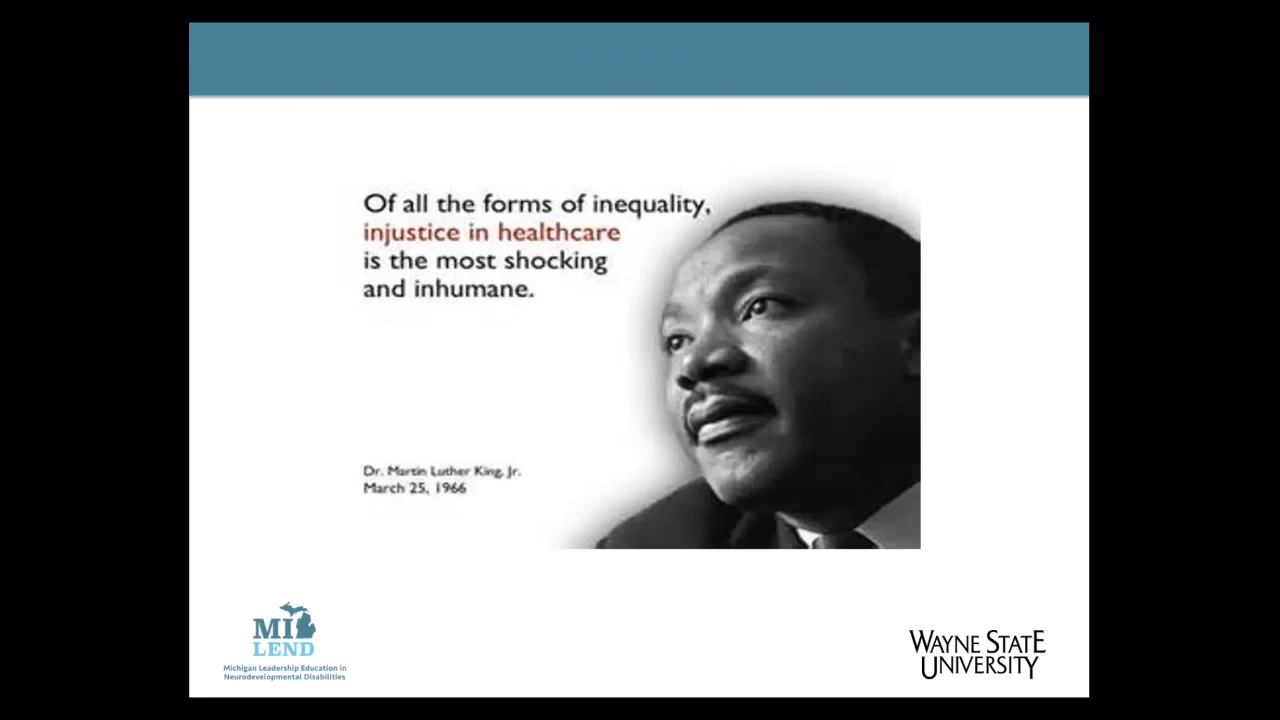 Of all the forms of inequality,
injustice in healthcare
is the most shocking
and inhumane.
Dr. Martin Luther King, Jr.
March 25, 1966
MI
LEND
Michigan Leadership Education in
Neurodevelopmental Disabilities
WAYNE STATE
UNIVERSITY